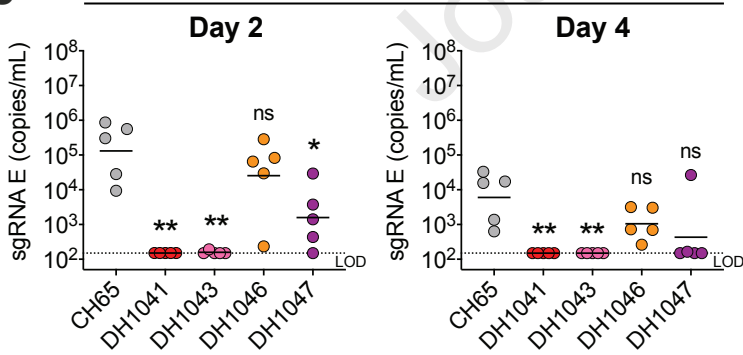 Day 2
sgRNA E (copies/mL)
10⁸
10⁷
10⁶
10⁵
10⁴
10³
10²
** ** ns *
LOD
CH65 DH1041 DH1043 DH1046 DH1047
Day 4
sgRNA E (copies/mL)
10⁸
10⁷
10⁶
10⁵
10⁴
10³
10²
** ** ns ns
LOD
CH65 DH1041 DH1043 DH1046 DH1047